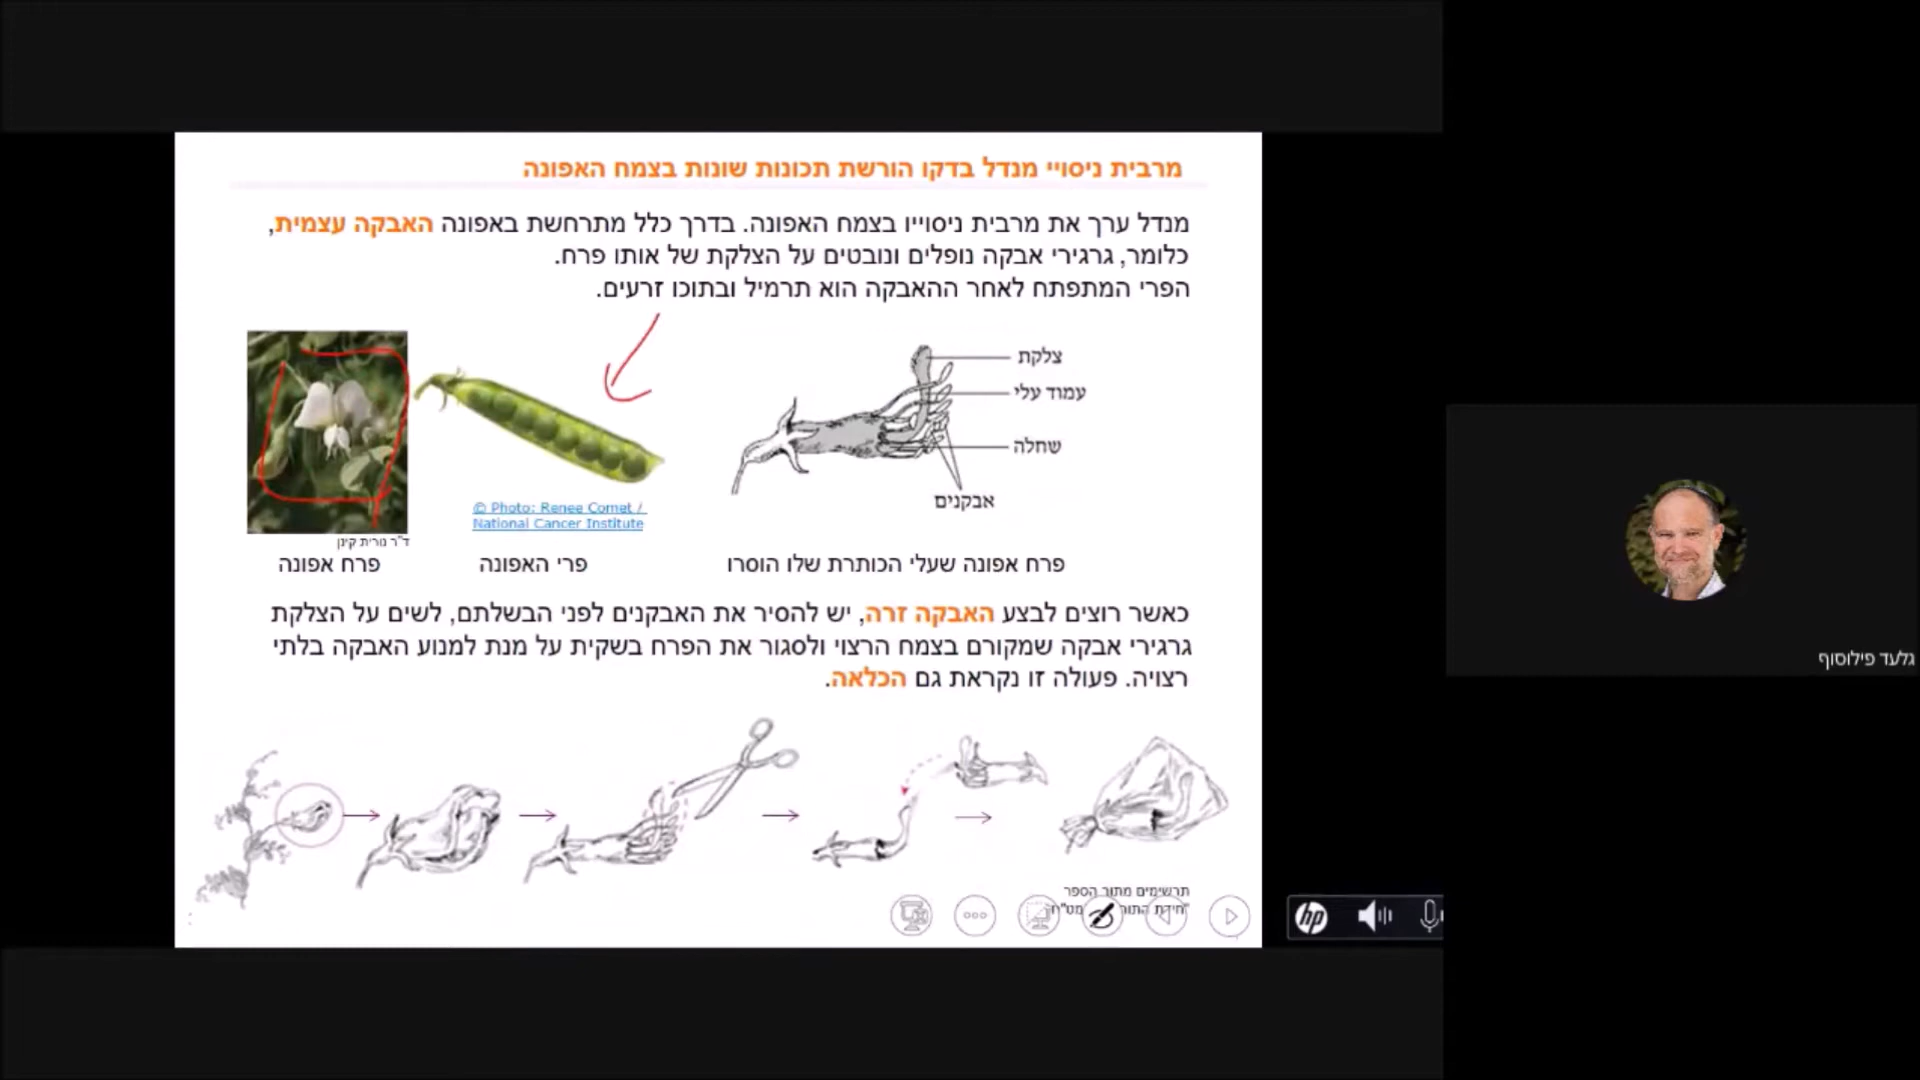 מרבית ניסויי מנדל בדקו הורשת תכונות שונות בצמח האפונה
מנדל ערך את מרבית ניסוייו בצמח האפונה. בדרך כלל מתרחשת באפונה האבקה עצמית,
כלומר, גרגירי אבקה נופלים ונובטים על הצלקת של אותו פרח.
הפרי המתפתח לאחר ההאבקה הוא תרמיל ובתוכו זרעים.
צלקת
עמוד עלי
שחלה
אבקנים
© Photo: Renee Comet /
National Cancer Institute
ד"ר נורית קינן
פרח אפונה שעלי הכותרת שלו הוסרו
פרי האפונה
פרח אפונה
כאשר רוצים לבצע האבקה זרה, יש להסיר את האבקנים לפני הבשלתם, לשים על הצלקת
גרגירי אבקה שמקורם בצמח הרצוי ולסגור את הפרח בשקית על מנת למנוע האבקה בלתי
רצויה. פעולה זו נקראת גם הכלאה.
תרשימים מתוך הספר
"חידת התור
hp
גלעד פילוסוף